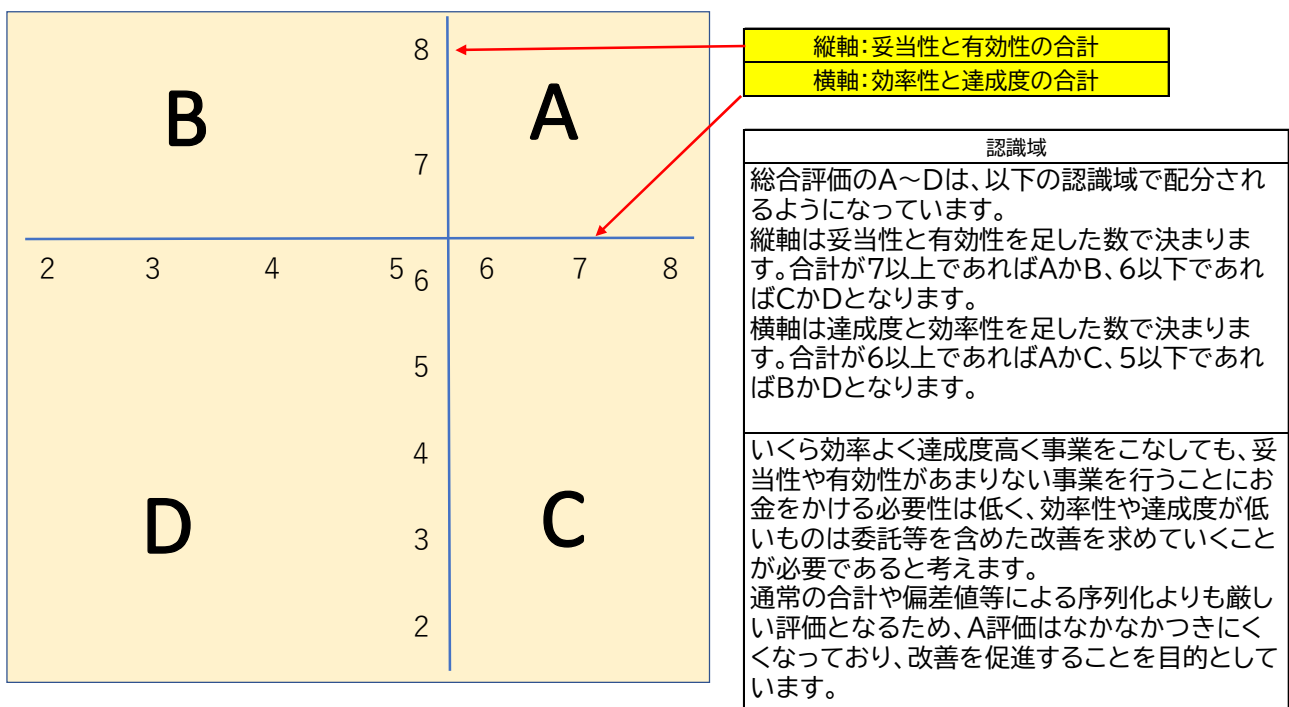 縦軸：妥当性と有効性の合計
横軸：効率性と達成度の合計
8
B
A
7
2 3 4 5 6 7 8
6
5
4
D
C
3
2
認識域
総合評価のA～Dは、以下の認識域で配分され
るようになっています。
縦軸は妥当性と有効性を足した数で決まりま
す。合計が7以上であればAかB、6以下であれ
ばCかDとなります。
横軸は達成度と効率性を足した数で決まりま
す。合計が6以上であればAかC、5以下であれ
ばBかDとなります。
いくら効率よく達成度高く事業をこなしても、妥
当性や有効性があまりない事業を行うことにお
金をかける必要性は低く、効率性や達成度が低
いものは委託等を含めた改善を求めていくこと
が必要であると考えます。
通常の合計や偏差値等による序列化よりも厳し
い評価となるため、A評価はなかなかつきにく
くなっており、改善を促進することを目的として
います。